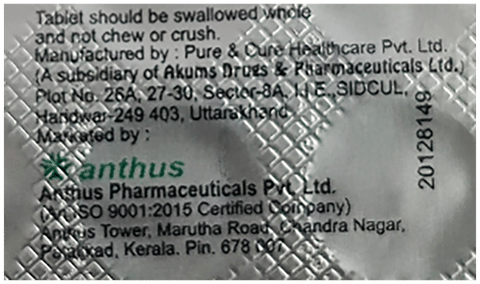 Tablet should be swallowed whole
and not chew or crush.
Manufactured by : Pure & Cure Healthcare Pvt. Ltd.
(A subsidiary of Akums Drugs & Pharmaceuticals Ltd.)
Plot No. 26A, 27-30, Sector-8A, I.I.E., SIDCUL,
Haridwar-249 403, Uttarakhand.
Marketed by :
anthus
Anthus Pharmaceuticals Pvt. Ltd.
(An ISO 9001:2015 Certified Company)
Anthus Tower, Marutha Road, Chandra Nagar,
Palakkad, Kerala. Pin. 678 007
20128149